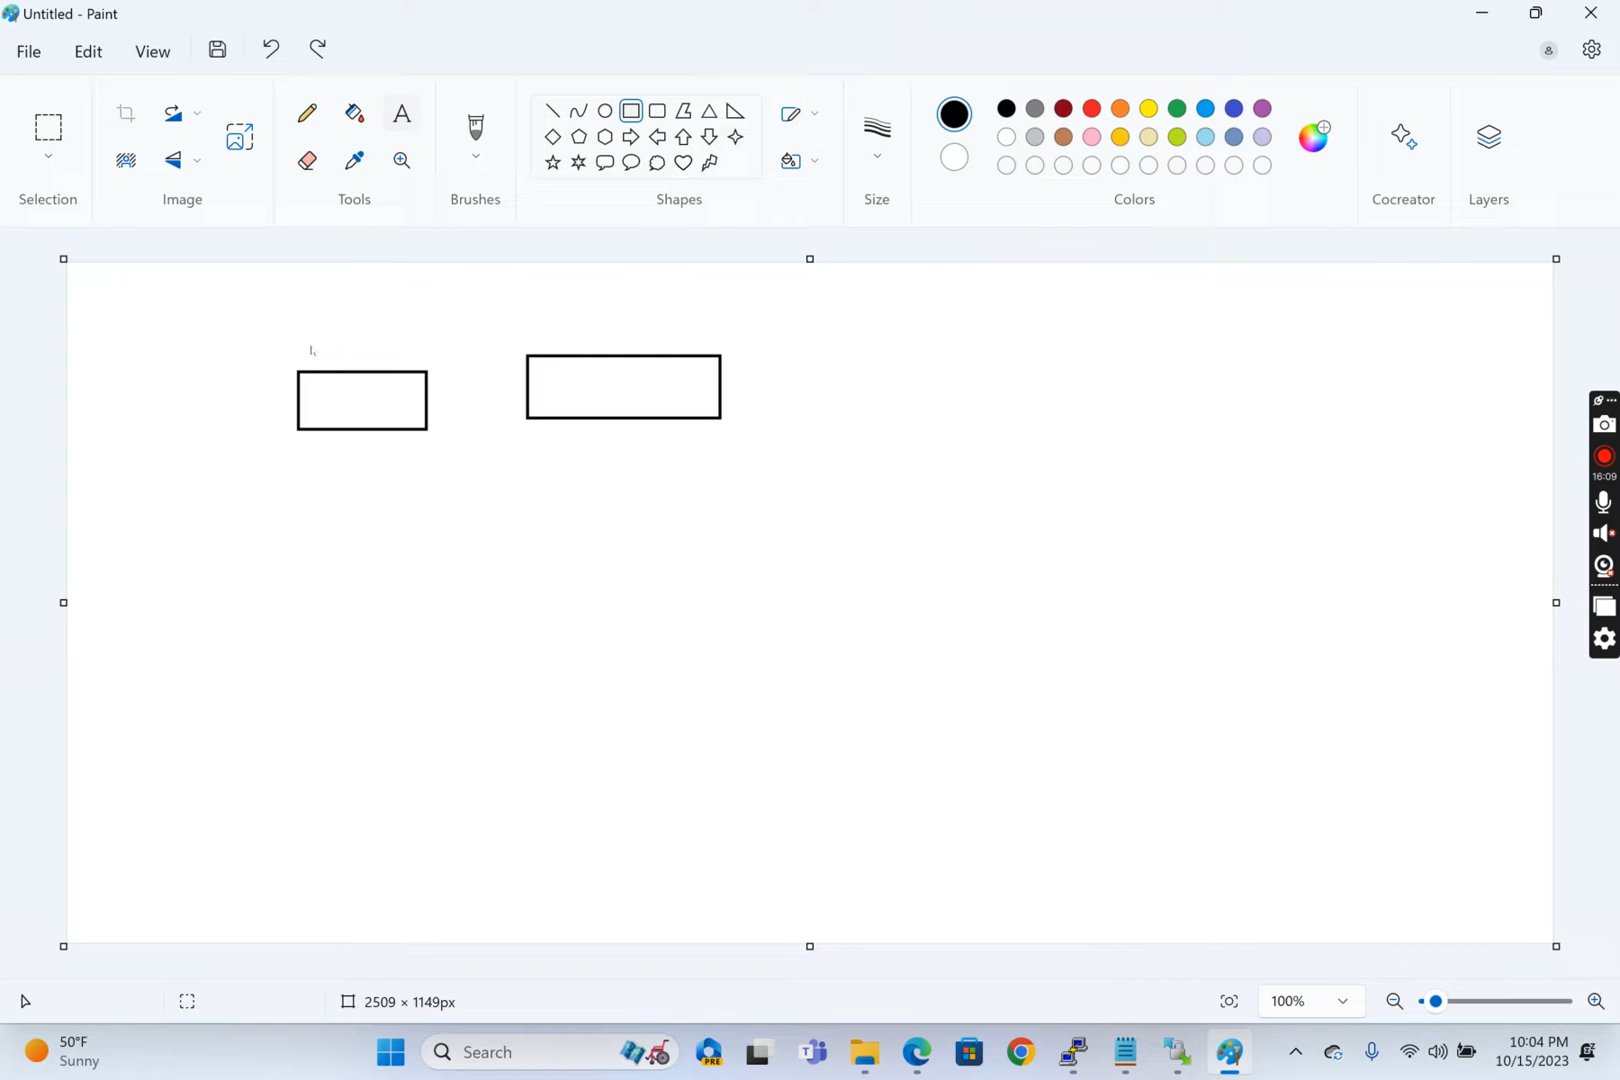 Untitled - Paint
File Edit View
Selection Image Tools Brushes Shapes Size Colors Cocreator Layers
16:09
2509 × 1149px
100%
50°F
Sunny
Search
PRE
10:04 PM
10/15/2023